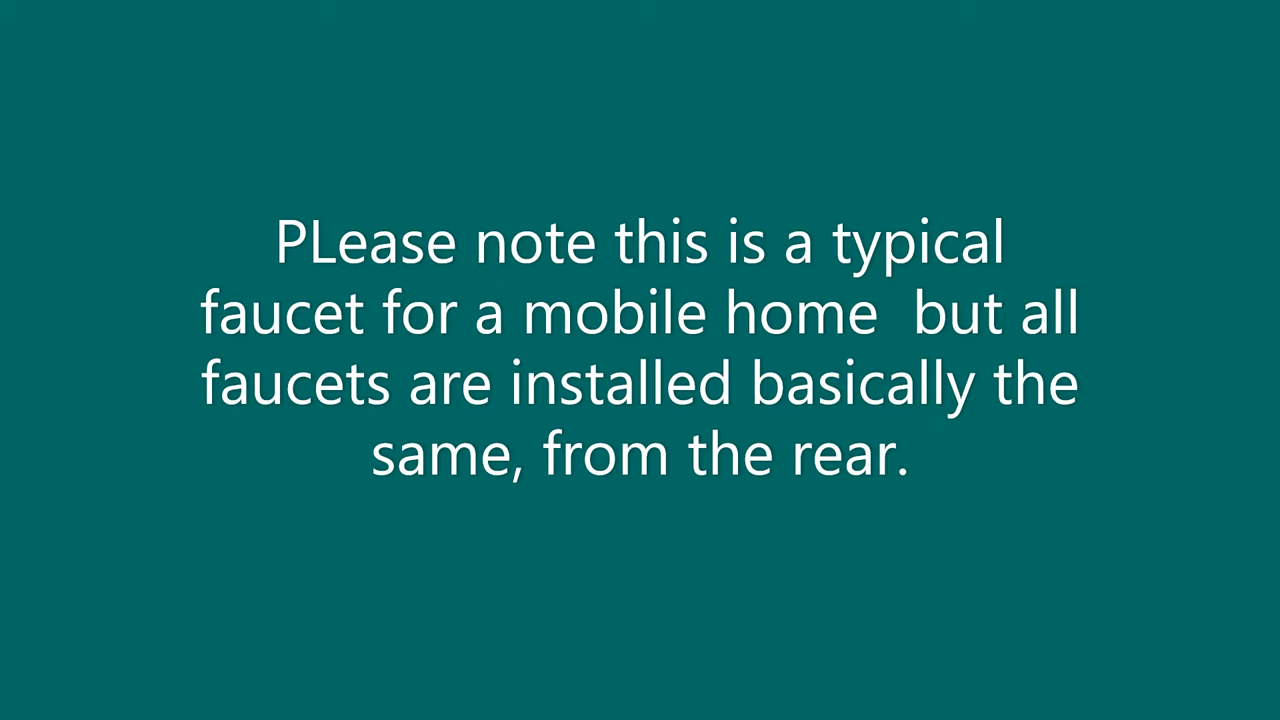 PLease note this is a typical
faucet for a mobile home  but all
faucets are installed basically the
same, from the rear.